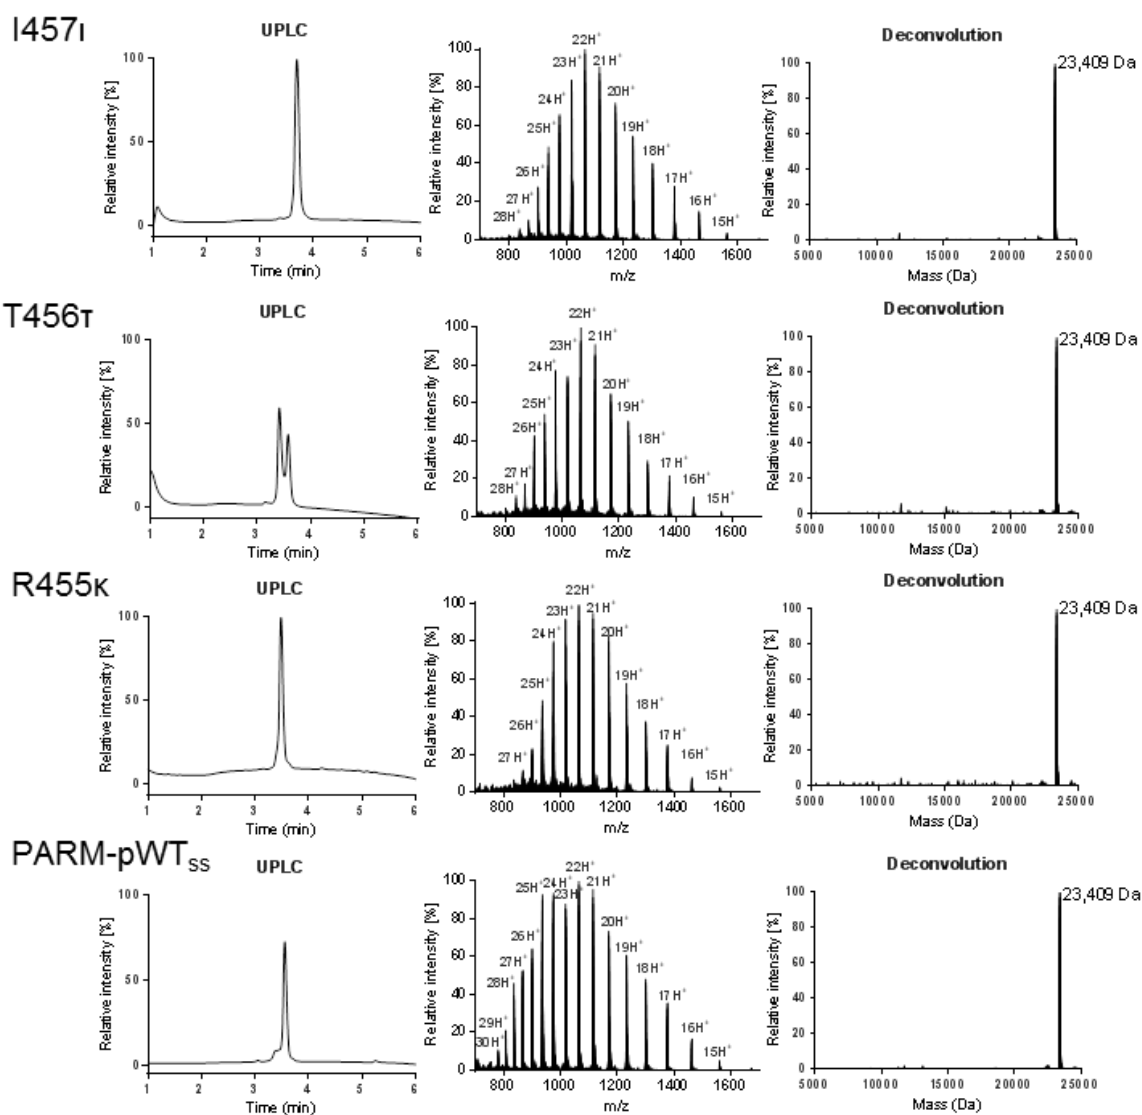 I457I
UPLC
Relative intensity [%]
100
50
0
1 2 3 4 5 6
Time (min)
Relative intensity [%]
100
80
60
40
20
0
28H⁺ 27H⁺ 26H⁺ 25H⁺ 24H⁺ 23H⁺ 22H⁺ 21H⁺ 20H⁺ 19H⁺ 18H⁺ 17H⁺ 16H⁺ 15H⁺
800 1000 1200 1400 1600
m/z
Deconvolution
Relative intensity [%]
100
80
60
40
20
0
23,409 Da
5000 10000 15000 20000 25000
Mass (Da)
T456T
UPLC
Relative intensity [%]
100
50
0
1 2 3 4 5 6
Time (min)
Relative intensity [%]
100
80
60
40
20
0
28H⁺ 27H⁺ 26H⁺ 25H⁺ 24H⁺ 23H⁺ 22H⁺ 21H⁺ 20H⁺ 19H⁺ 18H⁺ 17H⁺ 16H⁺ 15H⁺
800 1000 1200 1400 1600
m/z
Deconvolution
Relative intensity [%]
100
80
60
40
20
0
23,409 Da
5000 10000 15000 20000 25000
Mass (Da)
R455K
UPLC
Relative intensity [%]
100
50
0
1 2 3 4 5 6
Time (min)
Relative intensity [%]
100
80
60
40
20
0
27H⁺ 26H⁺ 25H⁺ 24H⁺ 23H⁺ 22H⁺ 21H⁺ 20H⁺ 19H⁺ 18H⁺ 17H⁺ 16H⁺ 15H⁺
800 1000 1200 1400 1600
m/z
Deconvolution
Relative intensity [%]
100
80
60
40
20
0
23,409 Da
5000 10000 15000 20000 25000
Mass (Da)
PARM-pWTSS
UPLC
Relative intensity [%]
100
50
0
1 2 3 4 5 6
Time (min)
Relative intensity [%]
100
80
60
40
20
0
30H⁺ 29H⁺ 28H⁺ 27H⁺ 26H⁺ 25H⁺ 24H⁺ 23H⁺ 22H⁺ 21H⁺ 20H⁺ 19H⁺ 18H⁺ 17H⁺ 16H⁺ 15H⁺
800 1000 1200 1400 1600
m/z
Deconvolution
Relative intensity [%]
100
80
60
40
20
0
23,409 Da
5000 10000 15000 20000 25000
Mass (Da)